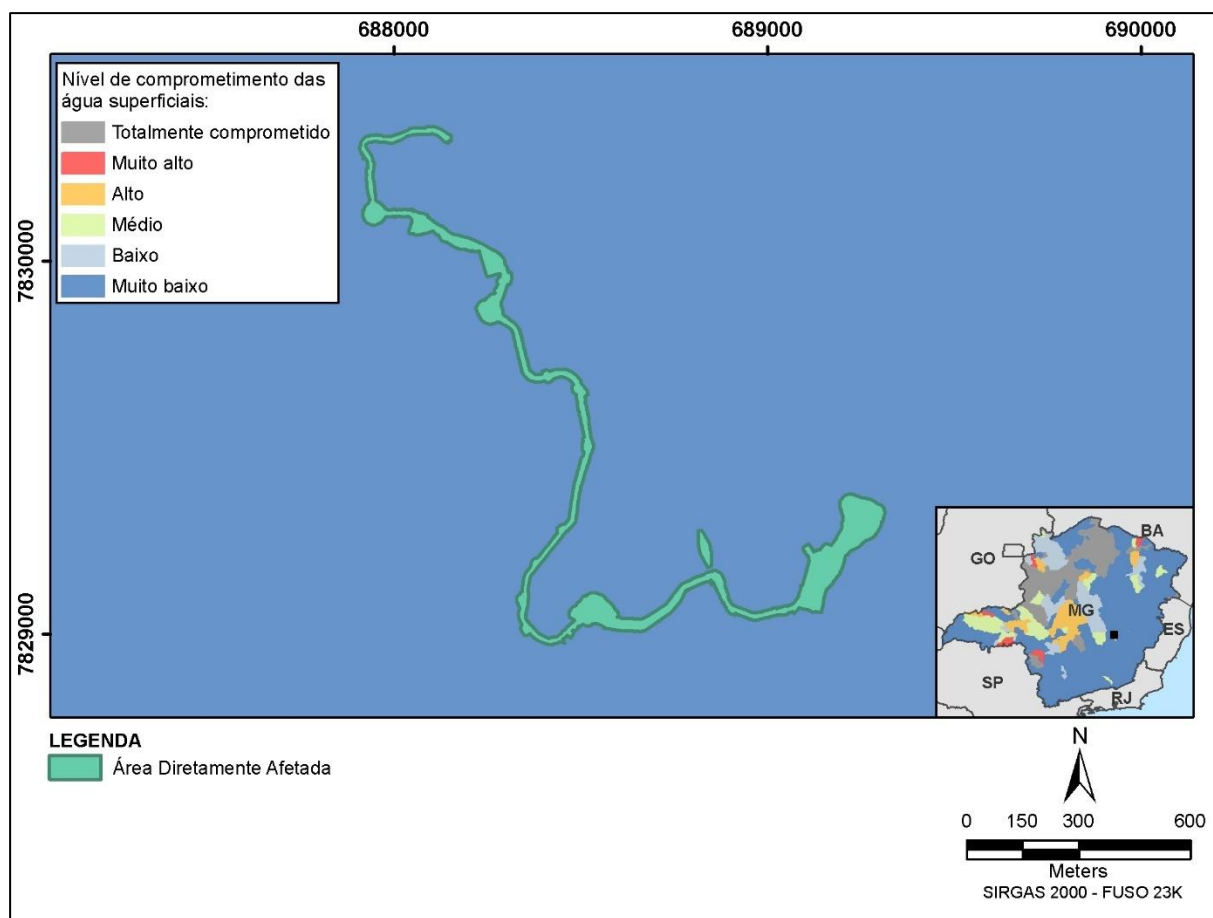 688000
689000
690000
7830000
7829000
Nível de comprometimento das
água superficiais:
Totalmente comprometido
Muito alto
Alto
Médio
Baixo
Muito baixo
GO
BA
MG
ES
SP
RJ
LEGENDA
Área Diretamente Afetada
N
0 150 300 600
Meters
SIRGAS 2000 - FUSO 23K